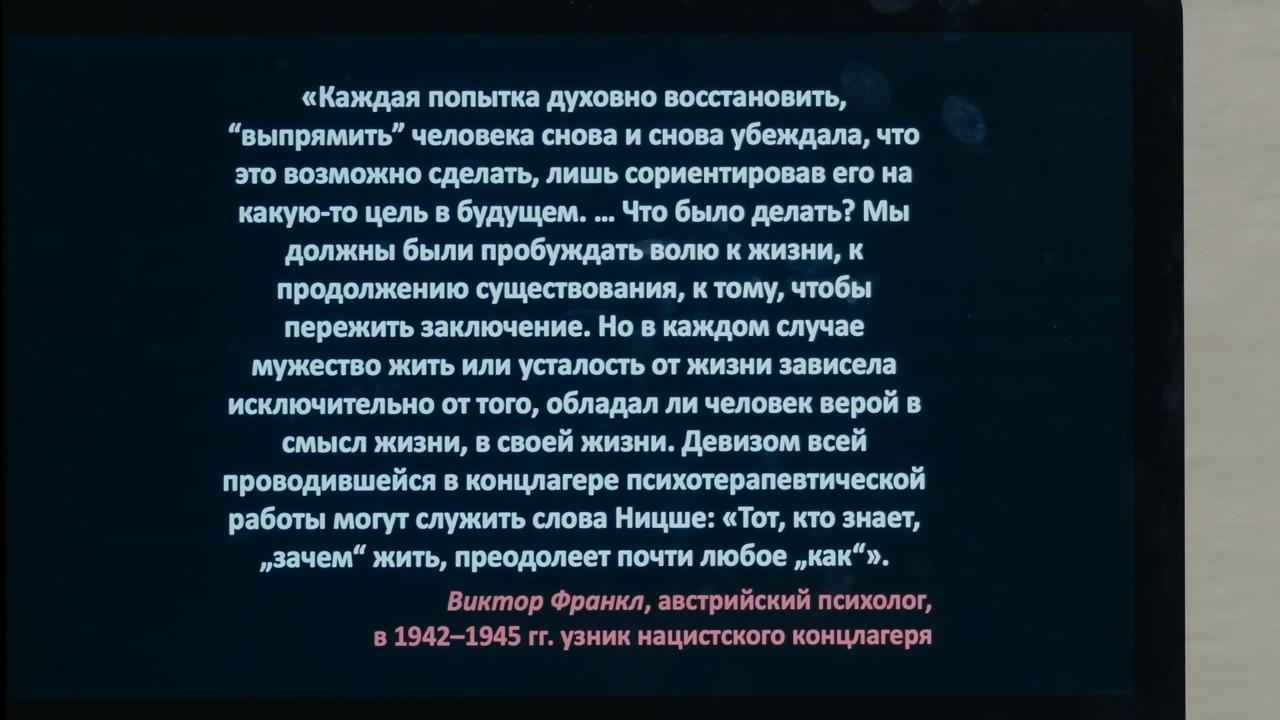 «Каждая попытка духовно восстановить,
“выпрямить” человека снова и снова убеждала, что
это возможно сделать, лишь сориентировав его на
какую-то цель в будущем. ... Что было делать? Мы
должны были пробуждать волю к жизни, к
продолжению существования, к тому, чтобы
пережить заключение. Но в каждом случае
мужество жить или усталость от жизни зависела
исключительно от того, обладал ли человек верой в
смысл жизни, в своей жизни. Девизом всей
проводившейся в концлагере психотерапевтической
работы могут служить слова Ницше: «Тот, кто знает,
„зачем“ жить, преодолеет почти любое „как“».
Виктор Франкл, австрийский психолог,
в 1942–1945 гг. узник нацистского концлагеря